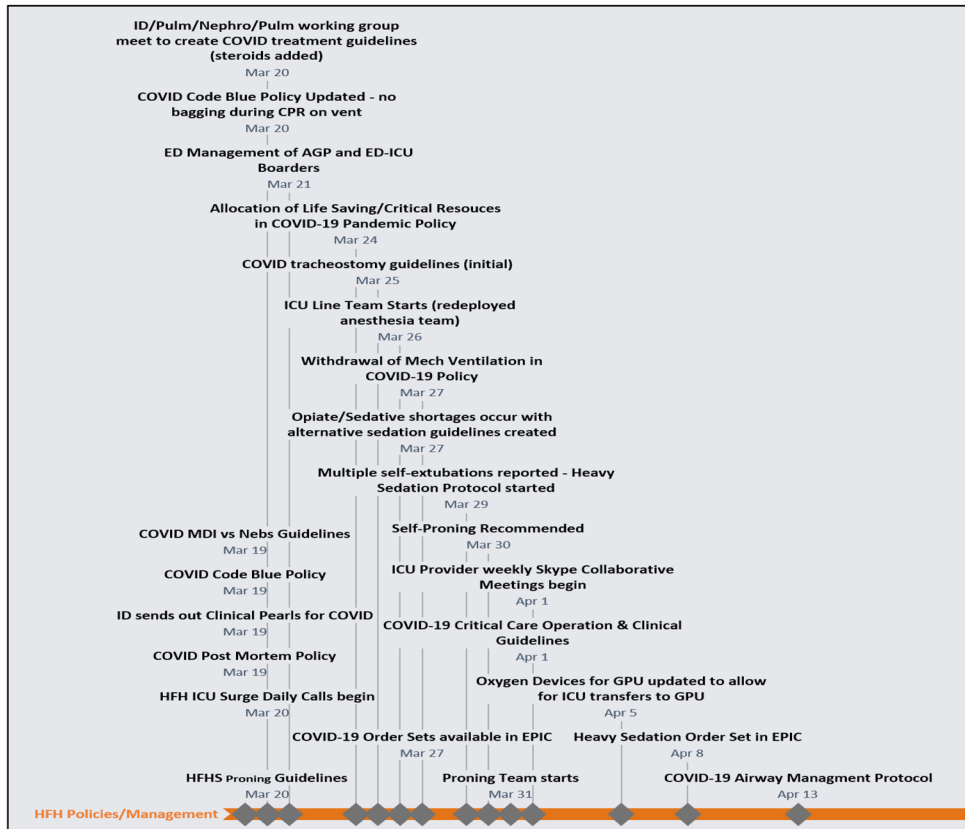 ID/Pulm/Nephro/Pulm working group
meet to create COVID treatment guidelines
(steroids added)
Mar 20
COVID Code Blue Policy Updated - no
bagging during CPR on vent
Mar 20
ED Management of AGP and ED-ICU
Boarders
Mar 21
Allocation of Life Saving/Critical Resouces
in COVID-19 Pandemic Policy
Mar 24
COVID tracheostomy guidelines (initial)
Mar 25
ICU Line Team Starts (redeployed
anesthesia team)
Mar 26
Withdrawal of Mech Ventilation in
COVID-19 Policy
Mar 27
Opiate/Sedative shortages occur with
alternative sedation guidelines created
Mar 27
Multiple self-extubations reported - Heavy
Sedation Protocol started
Mar 29
Self-Proning Recommended
Mar 30
COVID MDI vs Nebs Guidelines
Mar 19
ICU Provider weekly Skype Collaborative
Meetings begin
Apr 1
COVID Code Blue Policy
Mar 19
ID sends out Clinical Pearls for COVID
Mar 19
COVID-19 Critical Care Operation & Clinical
Guidelines
Apr 1
COVID Post Mortem Policy
Mar 19
Oxygen Devices for GPU updated to allow
for ICU transfers to GPU
Apr 5
HFH ICU Surge Daily Calls begin
Mar 20
COVID-19 Order Sets available in EPIC
Mar 27
Heavy Sedation Order Set in EPIC
Apr 8
HFHS Proning Guidelines
Mar 20
Proning Team starts
Mar 31
COVID-19 Airway Managment Protocol
Apr 13
HFH Policies/Management